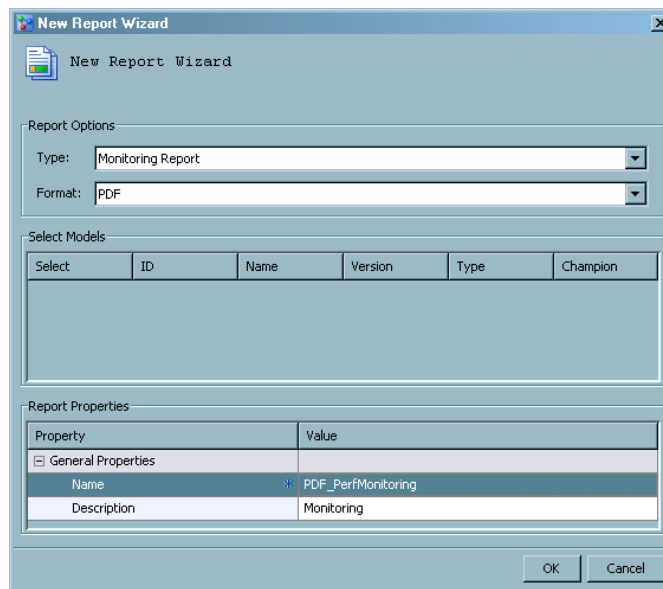 New Report Wizard
New Report Wizard
Report Options
Type: Monitoring Report
Format: PDF
Select Models
Select ID Name Version Type Champion
Report Properties
Property Value
General Properties
Name * PDF_PerfMonitoring
Description Monitoring
OK Cancel